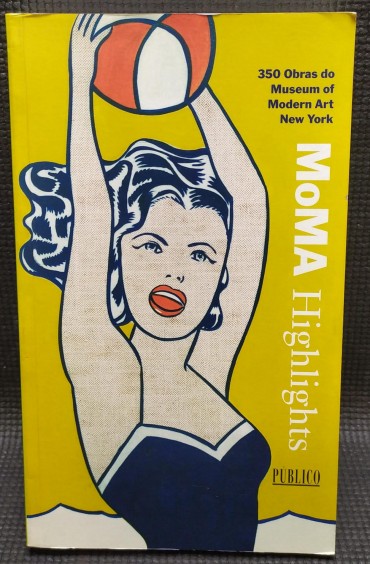 350 Obras do
Museum of
Modern Art
New York
MoMA Highlights
PÚBLICO